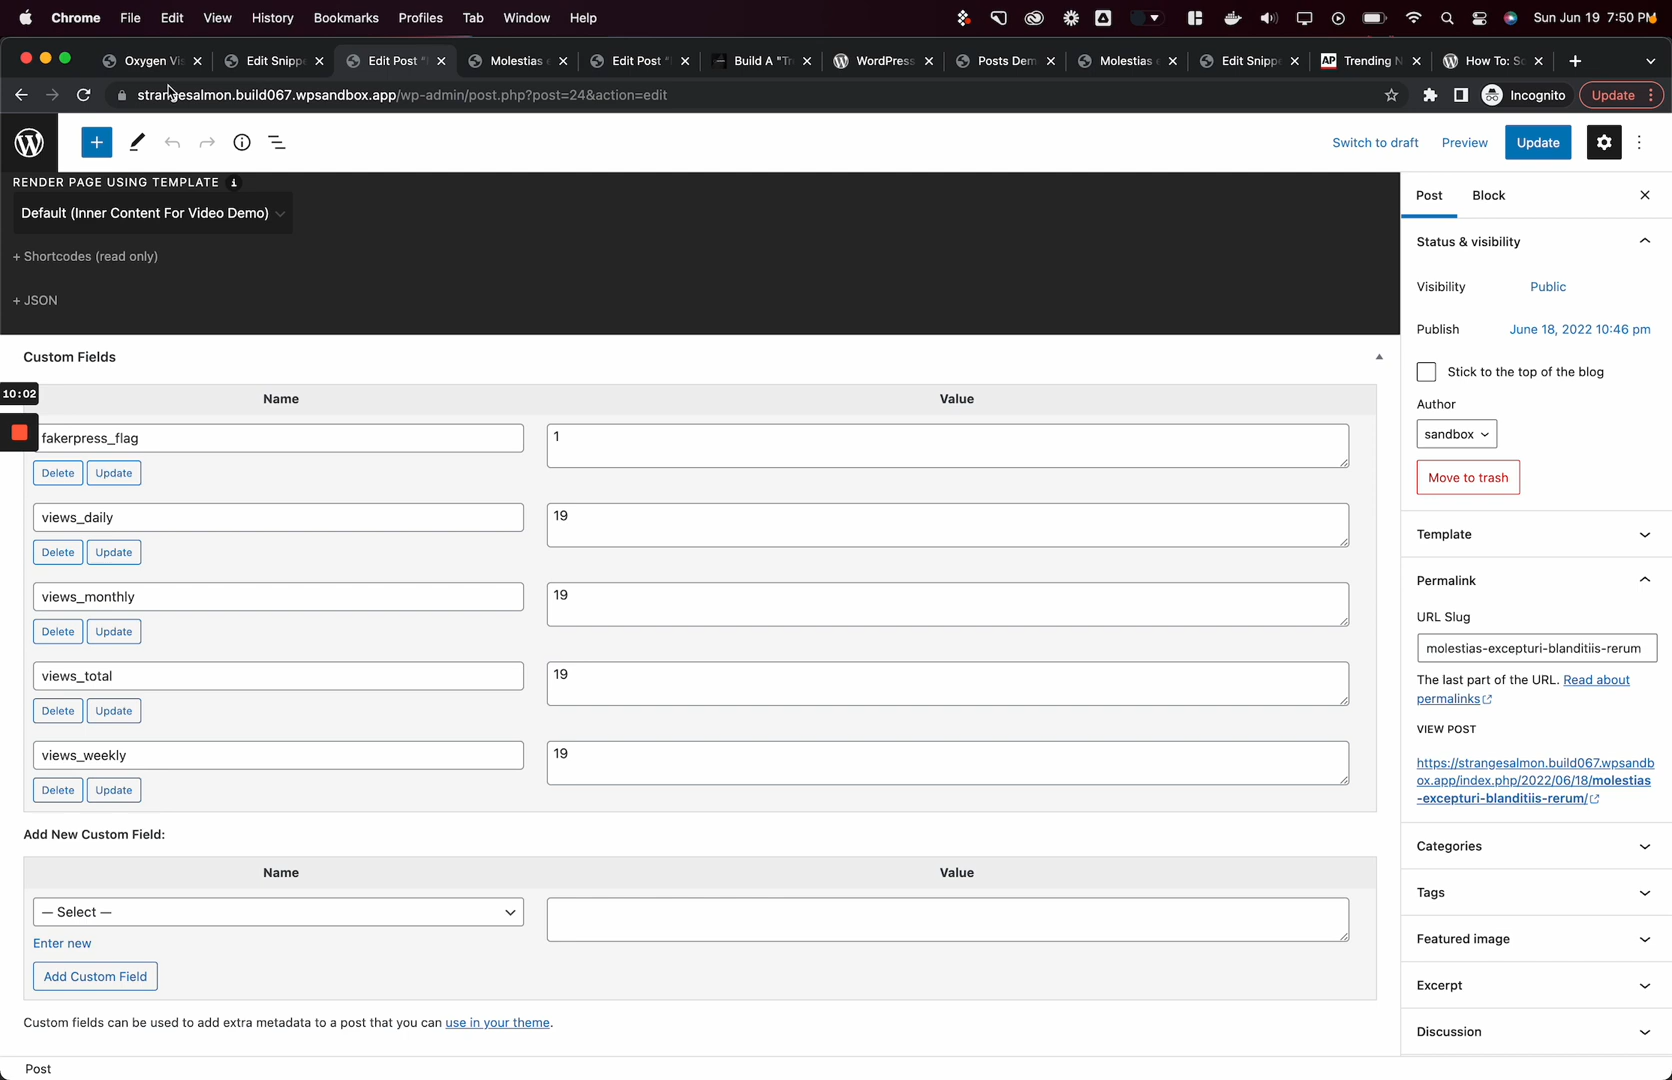 Chrome File Edit View History Bookmarks Profiles Tab Window Help Sun Jun 19 7:50 PM
Oxygen Vis Edit Snippe Edit Post " Molestias e Edit Post " Build A "Tr WordPress Posts Dem Molestias e Edit Snippe AP Trending N How To: Sc
strangesalmon.build067.wpsandbox.app/wp-admin/post.php?post=24&action=edit Incognito Update
Switch to draft Preview Update
RENDER PAGE USING TEMPLATE i
Default (Inner Content For Video Demo)
+ Shortcodes (read only)
+ JSON
Custom Fields
10:02
Name Value
fakerpress_flag 1
Delete Update
views_daily 19
Delete Update
views_monthly 19
Delete Update
views_total 19
Delete Update
views_weekly 19
Delete Update
Add New Custom Field:
Name Value
— Select —
Enter new
Add Custom Field
Custom fields can be used to add extra metadata to a post that you can use in your theme.
Post
Post Block
Status & visibility
Visibility Public
Publish June 18, 2022 10:46 pm
Stick to the top of the blog
Author
sandbox
Move to trash
Template
Permalink
URL Slug
molestias-excepturi-blanditiis-rerum
The last part of the URL. Read about
permalinks
VIEW POST
https://strangesalmon.build067.wpsandb
ox.app/index.php/2022/06/18/molestias
-excepturi-blanditiis-rerum/
Categories
Tags
Featured image
Excerpt
Discussion